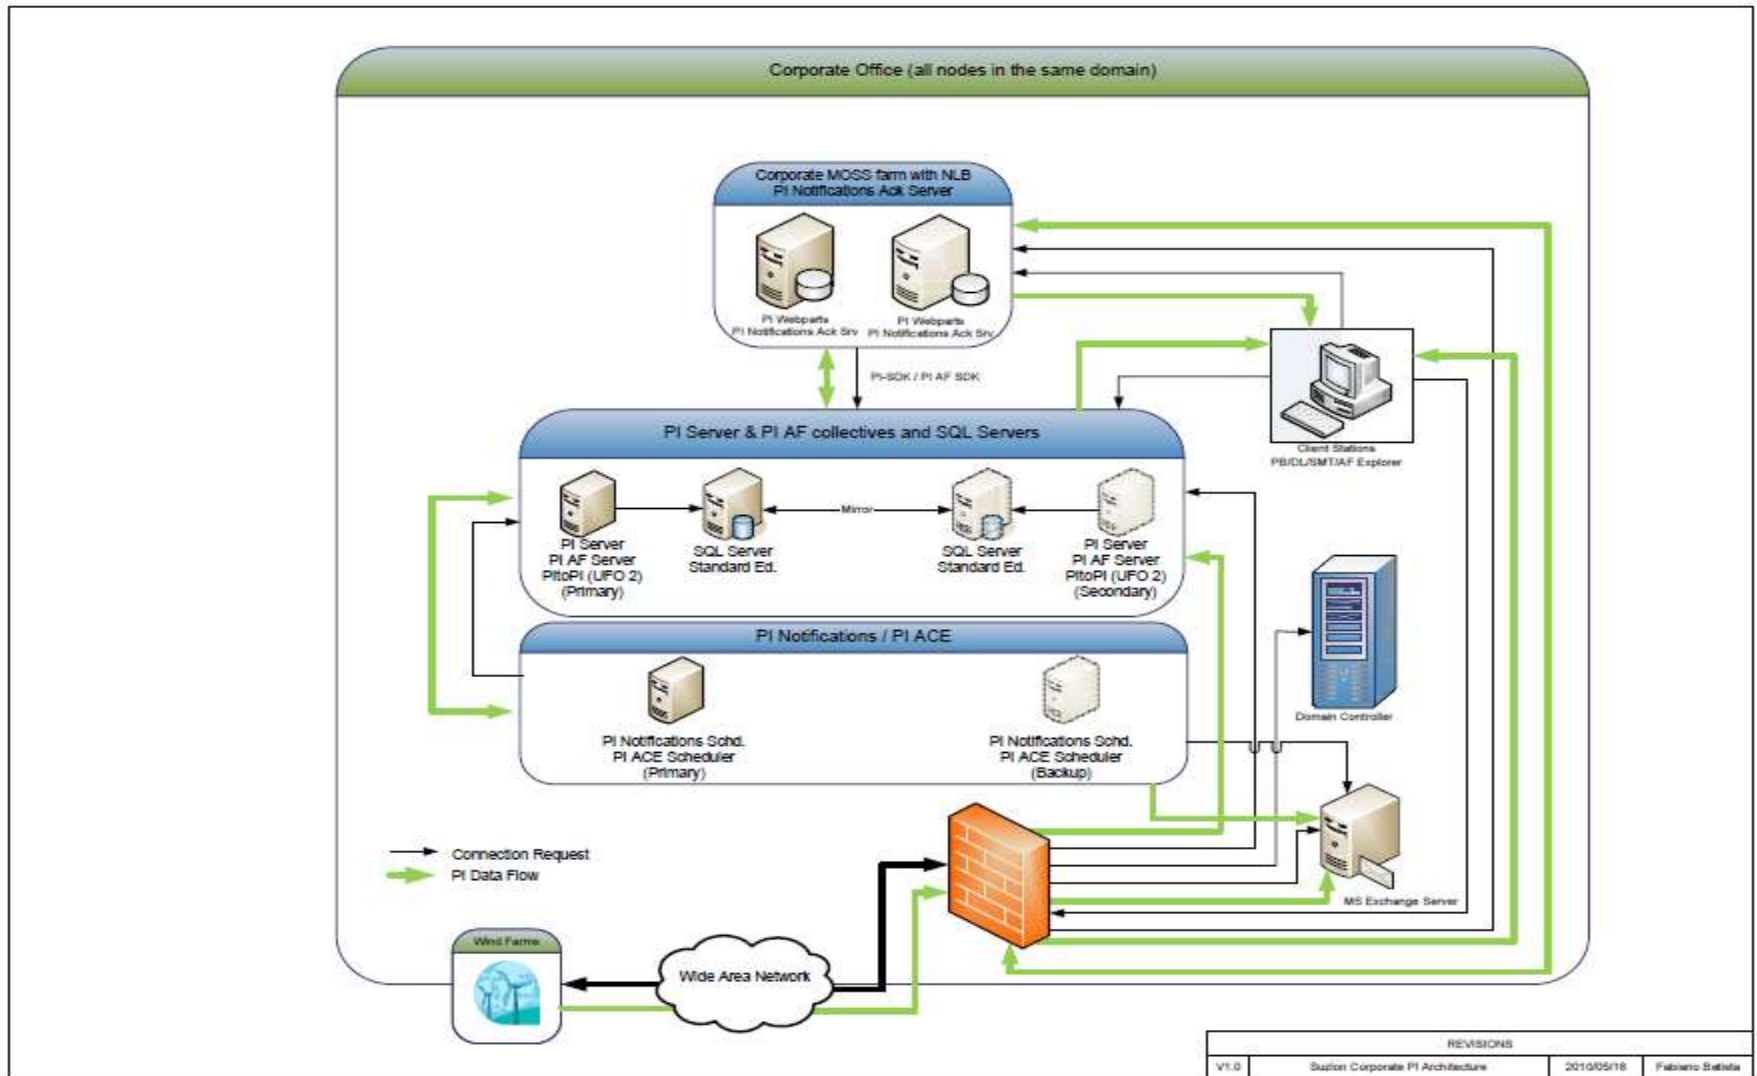 Corporate Office (all nodes in the same domain)
Corporate MOSS farm with NLB
PI Notifications Ack Server
PI Webparts
PI Notifications Ack Srv
PI Webparts
PI Notifications Ack Srv
PI-SDK / PI AF SDK
Client Stations
PB/DL/SMT/AF Explorer
PI Server & PI AF collectives and SQL Servers
Mirror
PI Server
PI AF Server
PItoPI (UFO 2)
(Primary)
SQL Server
Standard Ed.
SQL Server
Standard Ed.
PI Server
PI AF Server
PItoPI (UFO 2)
(Secondary)
PI Notifications / PI ACE
PI Notifications Schd.
PI ACE Scheduler
(Primary)
PI Notifications Schd.
PI ACE Scheduler
(Backup)
Domain Controller
MS Exchange Server
Connection Request
PI Data Flow
Wind Farms
Wide Area Network
REVISIONS
V1.0
Suzlon Corporate PI Architecture
2010/05/18
Fabiano Batista